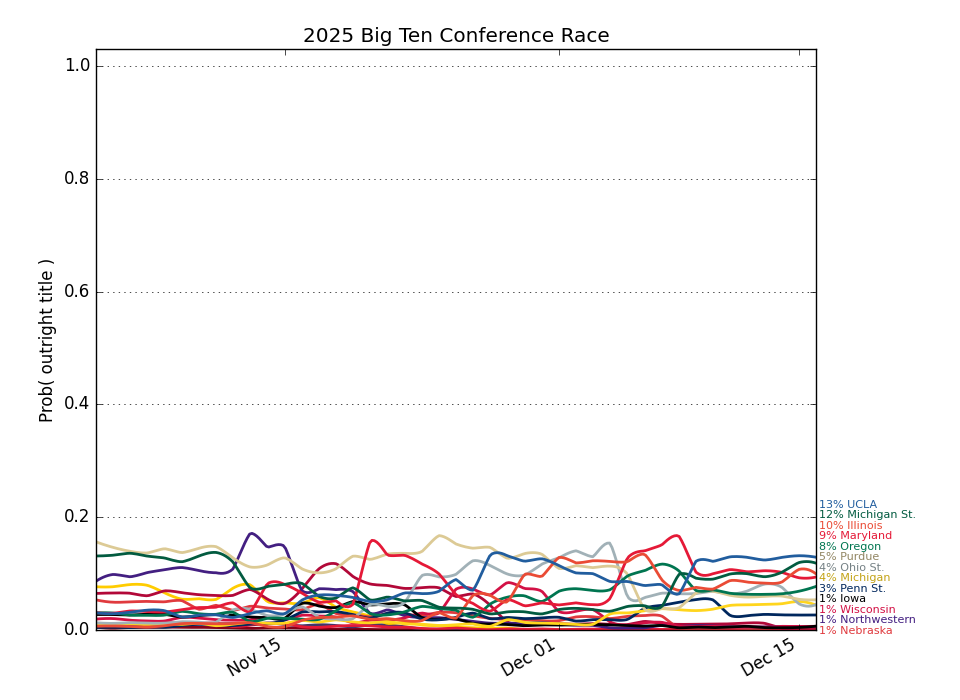 2025 Big Ten Conference Race
Prob( outright title )
1.0
0.8
0.6
0.4
0.2
0.0
Nov 15
Dec 01
Dec 15
13% UCLA
12% Michigan St.
10% Illinois
9% Maryland
8% Oregon
5% Purdue
4% Ohio St.
4% Michigan
3% Penn St.
1% Iowa
1% Wisconsin
1% Northwestern
1% Nebraska